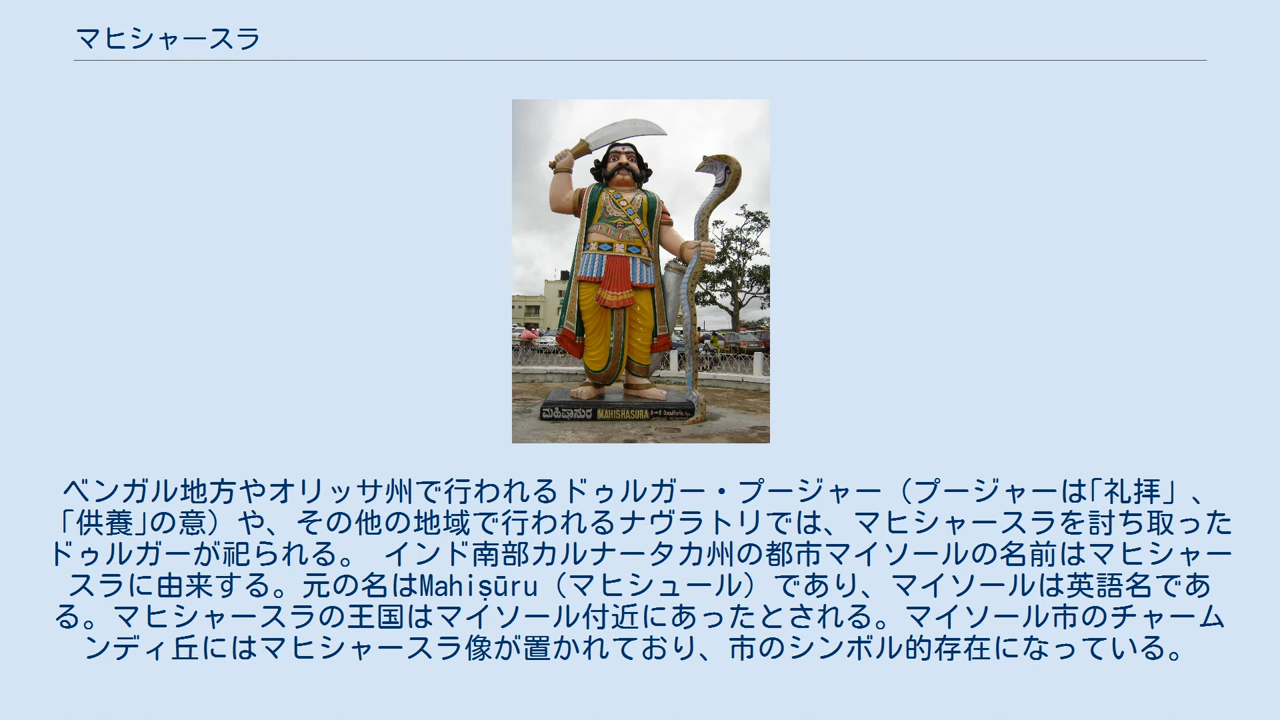 マヒシャースラ
ಮಹಿಷಾಸುರ MAHISHASURA
ベンガル地方やオリッサ州で行われるドゥルガー・プージャー（プージャーは｢礼拝」、
｢供養｣の意）や、その他の地域で行われるナヴラトリでは、マヒシャースラを討ち取った
ドゥルガーが祀られる。 インド南部カルナータカ州の都市マイソールの名前はマヒシャー
スラに由来する。元の名はMahiṣūru（マヒシュール）であり、マイソールは英語名であ
る。マヒシャースラの王国はマイソール付近にあったとされる。マイソール市のチャーム
ンディ丘にはマヒシャースラ像が置かれており、市のシンボル的存在になっている。